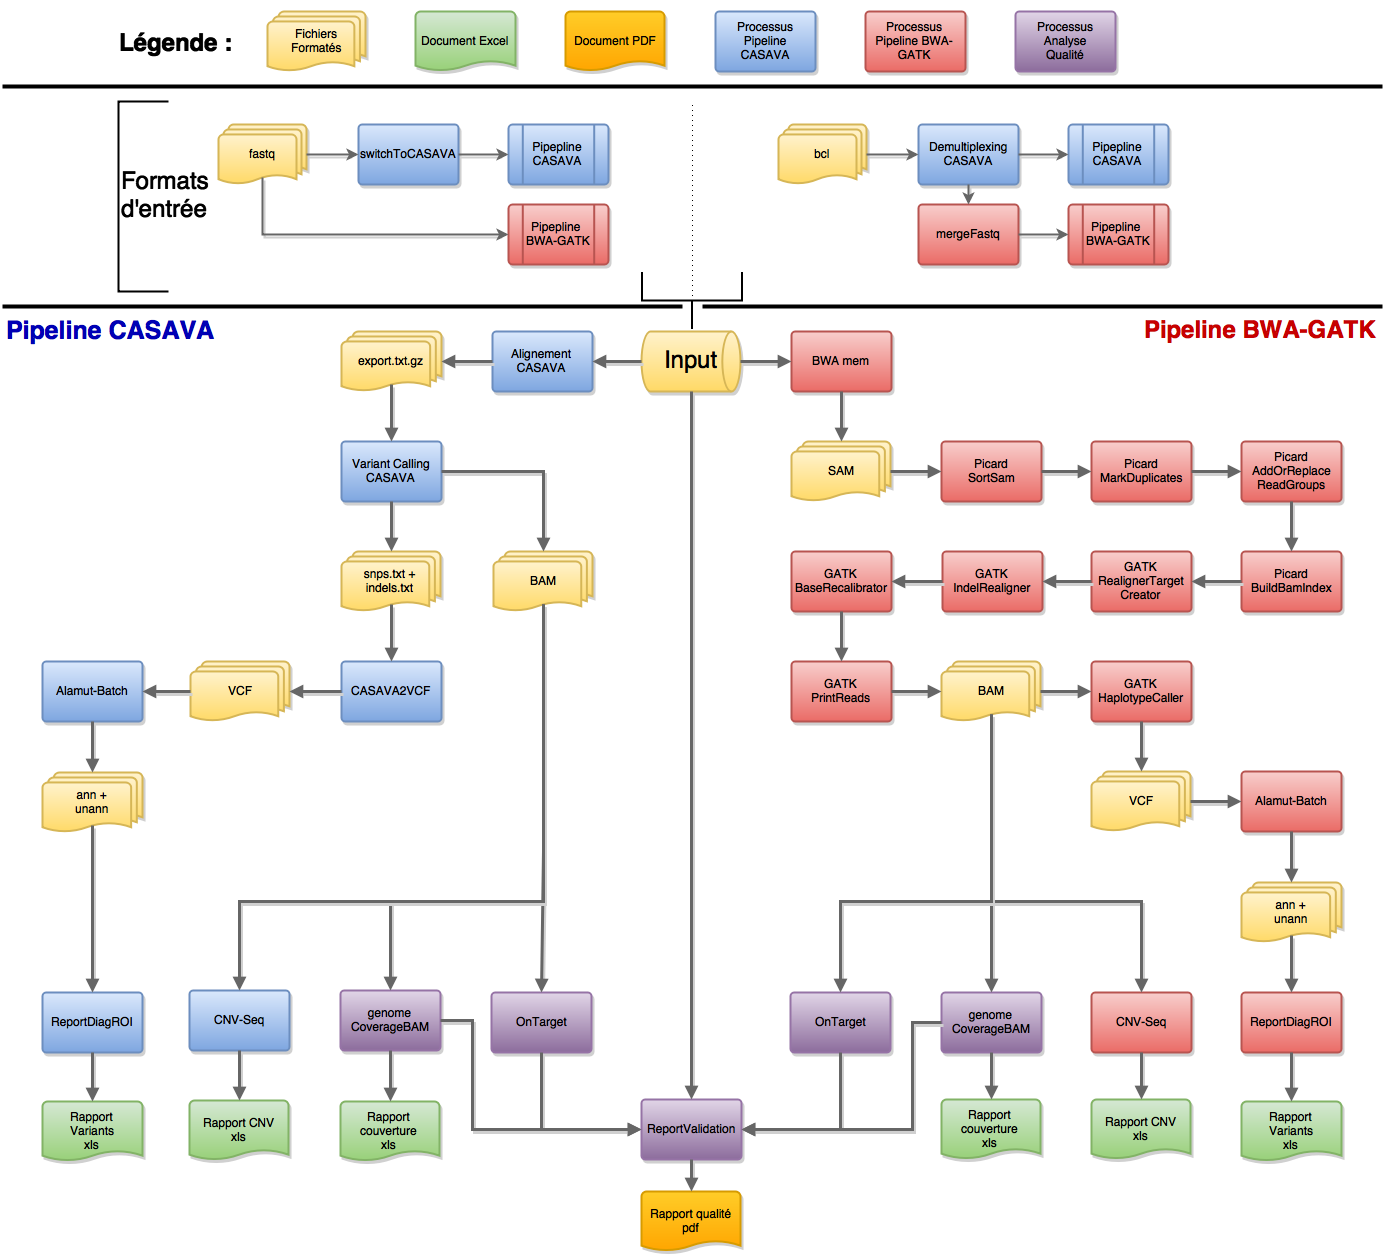 Légende :
Fichiers
Formatés
Document Excel
Document PDF
Processus
Pipeline
CASAVA
Processus
Pipeline BWA-
GATK
Processus
Analyse
Qualité
Formats
d'entrée
fastq
switchToCASAVA
Pipepline
CASAVA
Pipepline
BWA-GATK
bcl
Demultiplexing
CASAVA
Pipepline
CASAVA
mergeFastq
Pipepline
BWA-GATK
Pipeline CASAVA
Pipeline BWA-GATK
export.txt.gz
Alignement
CASAVA
Input
BWA mem
Variant Calling
CASAVA
SAM
Picard
SortSam
Picard
MarkDuplicates
Picard
AddOrReplace
ReadGroups
snps.txt +
indels.txt
BAM
GATK
BaseRecalibrator
GATK
IndelRealigner
GATK
RealignerTarget
Creator
Picard
BuildBamIndex
Alamut-Batch
VCF
CASAVA2VCF
GATK
PrintReads
BAM
GATK
HaplotypeCaller
ann +
unann
VCF
Alamut-Batch
ann +
unann
ReportDiagROI
CNV-Seq
genome
CoverageBAM
OnTarget
OnTarget
genome
CoverageBAM
CNV-Seq
ReportDiagROI
Rapport
Variants
xls
Rapport CNV
xls
Rapport
couverture
xls
ReportValidation
Rapport
couverture
xls
Rapport CNV
xls
Rapport
Variants
xls
Rapport qualité
pdf